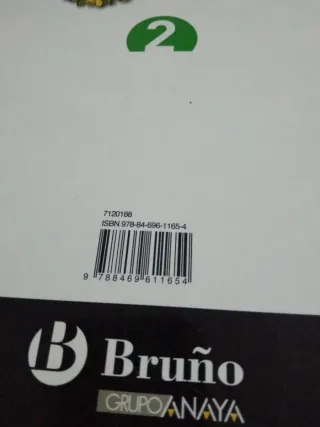 2
7120188
ISBN 978-84-696-1165-4
9 788469 611654
B Bruño
GRUPO ANAYA